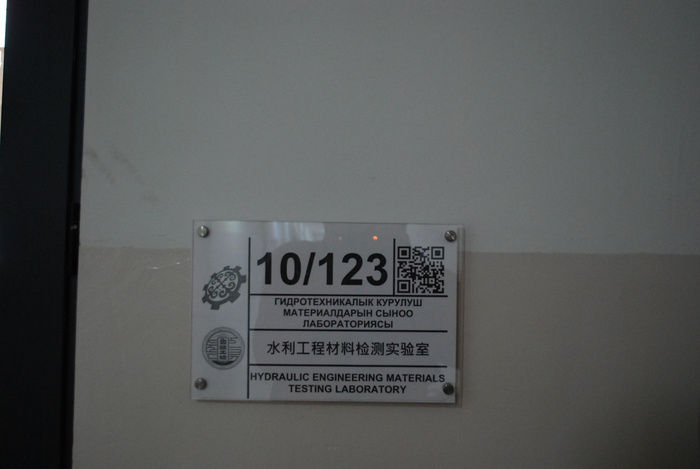 10/123
ГИДРОТЕХНИКАЛЫК КУРУЛУШ
МАТЕРИАЛДАРЫН СЫНОО
ЛАБОРАТОРИЯСЫ
水利工程材料检测实验室
HYDRAULIC ENGINEERING MATERIALS
TESTING LABORATORY